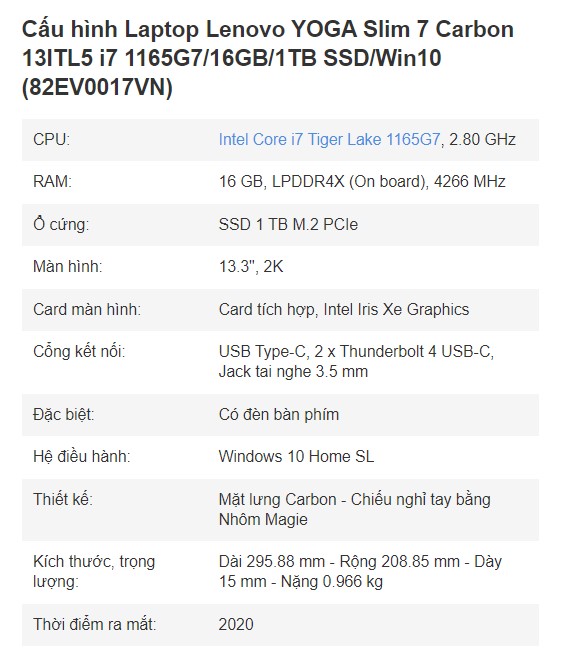 Cấu hình Laptop Lenovo YOGA Slim 7 Carbon
13ITL5 i7 1165G7/16GB/1TB SSD/Win10
(82EV0017VN)
CPU: Intel Core i7 Tiger Lake 1165G7, 2.80 GHz
RAM: 16 GB, LPDDR4X (On board), 4266 MHz
Ổ cứng: SSD 1 TB M.2 PCIe
Màn hình: 13.3", 2K
Card màn hình: Card tích hợp, Intel Iris Xe Graphics
Cổng kết nối: USB Type-C, 2 x Thunderbolt 4 USB-C,
Jack tai nghe 3.5 mm
Đặc biệt: Có đèn bàn phím
Hệ điều hành: Windows 10 Home SL
Thiết kế: Mặt lưng Carbon - Chiếu nghỉ tay bằng
Nhôm Magie
Kích thước, trọng Dài 295.88 mm - Rộng 208.85 mm - Dày
lượng: 15 mm - Nặng 0.966 kg
Thời điểm ra mắt: 2020